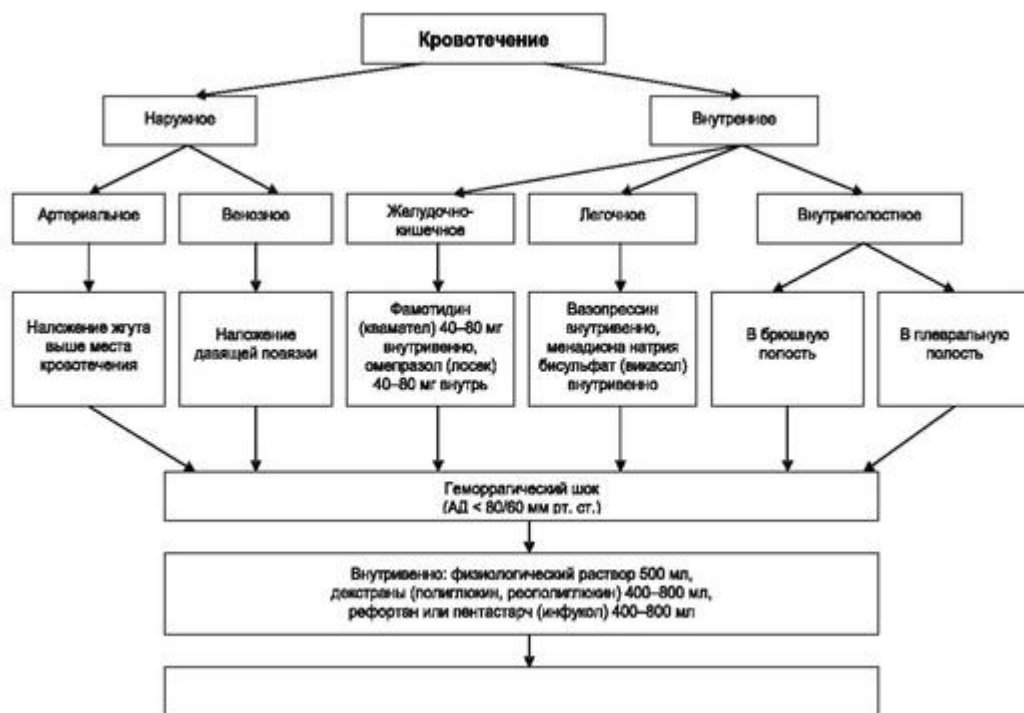 Кровотечение
Наружное
Внутреннее
Артериальное
Венозное
Желудочно-
кишечное
Легочное
Внутриполостное
Наложение жгута
выше места
кровотечения
Наложение
давящей повязки
Фамотидин
(квамател) 40–80 мг
внутривенно,
омепразол (лосек)
40–80 мг внутрь
Вазопрессин
внутривенно,
менадиона натрия
бисульфат (викасол)
внутривенно
В брюшную
полость
В плевральную
полость
Геморрагический шок
(АД < 80/60 мм рт. ст.)
Внутривенно: физиологический раствор 500 мл,
декстраны (полиглюкин, реополиглюкин) 400–800 мл,
рефортан или пентастарч (инфукол) 400–800 мл